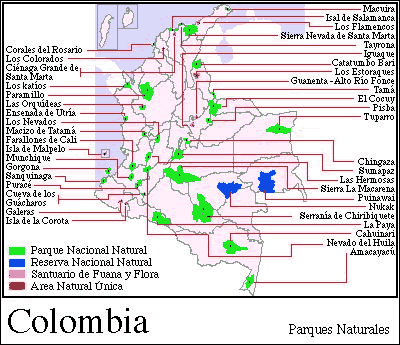 Macuira
Isal de Salamanca
Los Flamencos
Sierra Nevada de Santa Marta
Tayrona
Iguaque
Catatumbo Barí
Los Estoraques
Guanenta - Alto Río Fonce
Tamá
El Cocuy
Pisba
Tuparro
Corales del Rosario
Los Colorados
Ciénaga Grande de
Santa Marta
Los katíos
Paramillo
Las Orquídeas
Ensenada de Utría
Los Nevados
Macizo de Tatamá
Farallones de Cali
Isla de Malpelo
Munchique
Gorgona
Sanquinaga
Puracé
Cueva de los
Guácharos
Galeras
Isla de la Corota
Chingaza
Sumapaz
Las Hermosas
Sierra La Macarena
Puinawai
Nukak
Serranía de Chiribiquete
La Paya
Cahuinarí
Nevado del Huila
Amacayacú
Parque Nacional Natural
Reserva Nacional Natural
Santuario de Fuana y Flora
Area Natural Única
Colombia
Parques Naturales